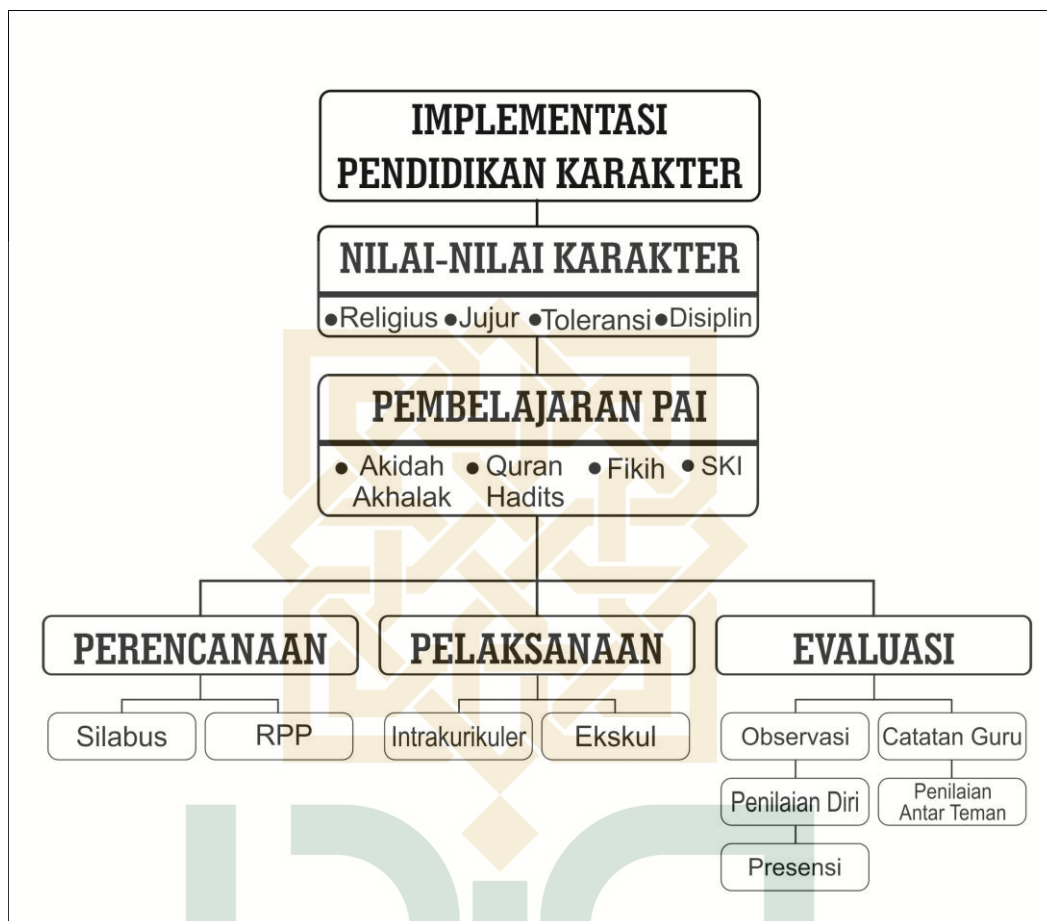 IMPLEMENTASI
PENDIDIKAN KARAKTER
NILAI-NILAI KARAKTER
●Religius ●Jujur ●Toleransi ●Disiplin
PEMBELAJARAN PAI
● Akidah Akhalak
● Quran Hadits
● Fikih
● SKI
PERENCANAAN
Silabus
RPP
PELAKSANAAN
Intrakurikuler
Ekskul
EVALUASI
Observasi
Penilaian Diri
Presensi
Catatan Guru
Penilaian
Antar Teman